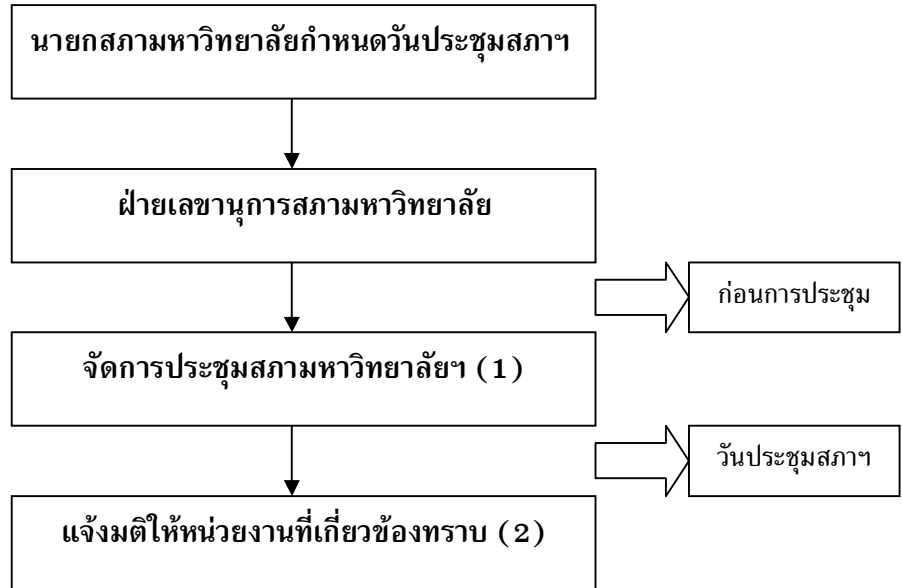 นายกสภามหาวิทยาลัยกำหนดวันประชุมสภาฯ
ฝ่ายเลขานุการสภามหาวิทยาลัย
ก่อนการประชุม
จัดการประชุมสภามหาวิทยาลัยฯ (1)
วันประชุมสภาฯ
แจ้งมติให้หน่วยงานที่เกี่ยวข้องทราบ (2)